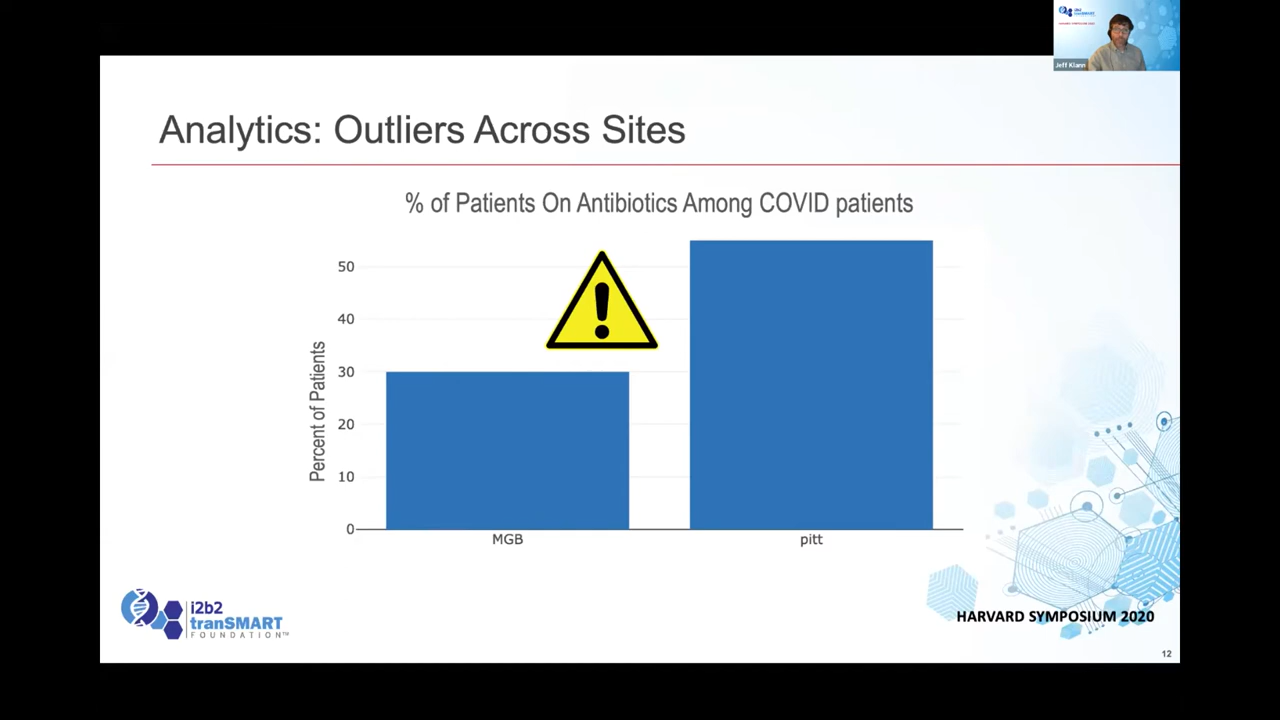 Jeff Klann
Analytics: Outliers Across Sites
% of Patients On Antibiotics Among COVID patients
Percent of Patients
50
40
30
20
10
0
MGB
pitt
i2b2
tranSMART
FOUNDATION™
HARVARD SYMPOSIUM 2020
12